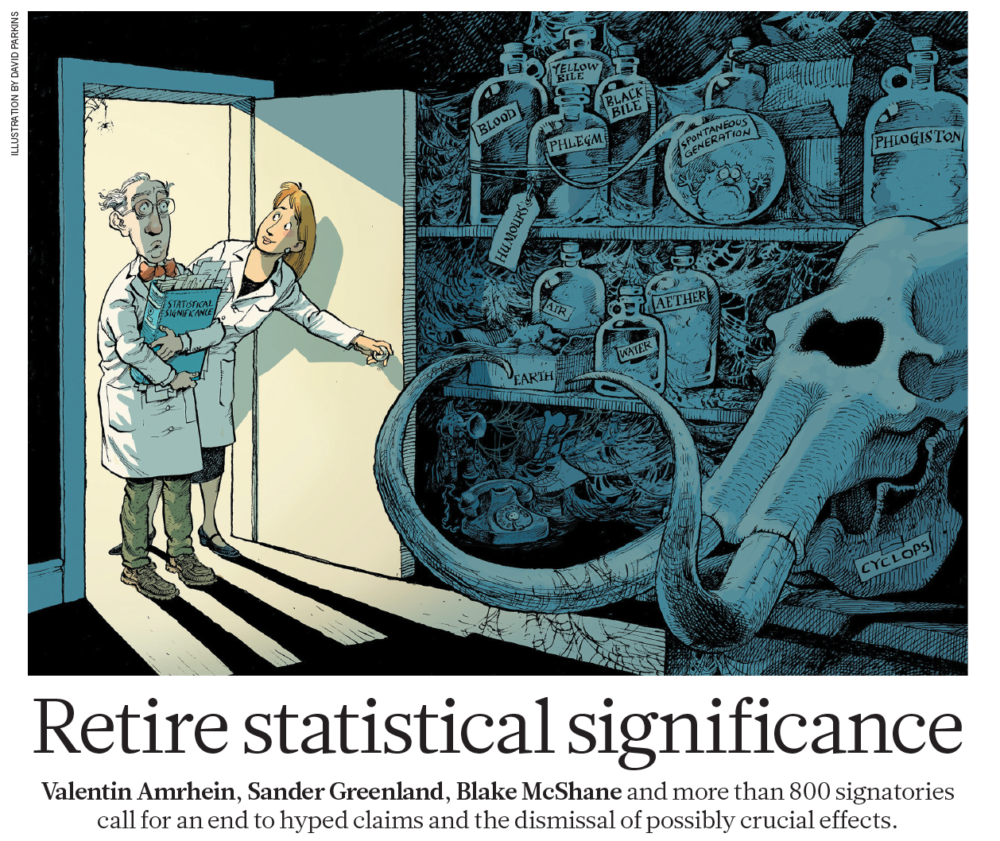 ILLUSTRATION BY DAVID PARKINS
YELLOW
BILE
BLACK
BILE
BLOOD
PHLEGM
SPONTANEOUS
GENERATION
PHLOGISTON
HUMOURS
AIR
AETHER
WATER
EARTH
STATISTICAL
SIGNIFICANCE
CYCLOPS
Retire statistical significance
Valentin Amrhein, Sander Greenland, Blake McShane and more than 800 signatories
call for an end to hyped claims and the dismissal of possibly crucial effects.